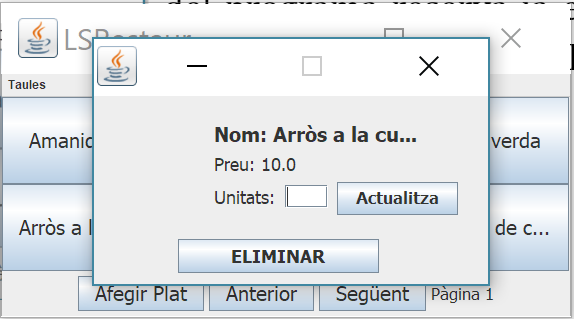 LSRestaur
Taules
Amanid
verda
Nom: Arròs a la cu...
Preu: 10.0
Unitats:
Actualitza
Arròs a l
de c...
ELIMINAR
Afegir Plat
Anterior
Següent
Pàgina 1